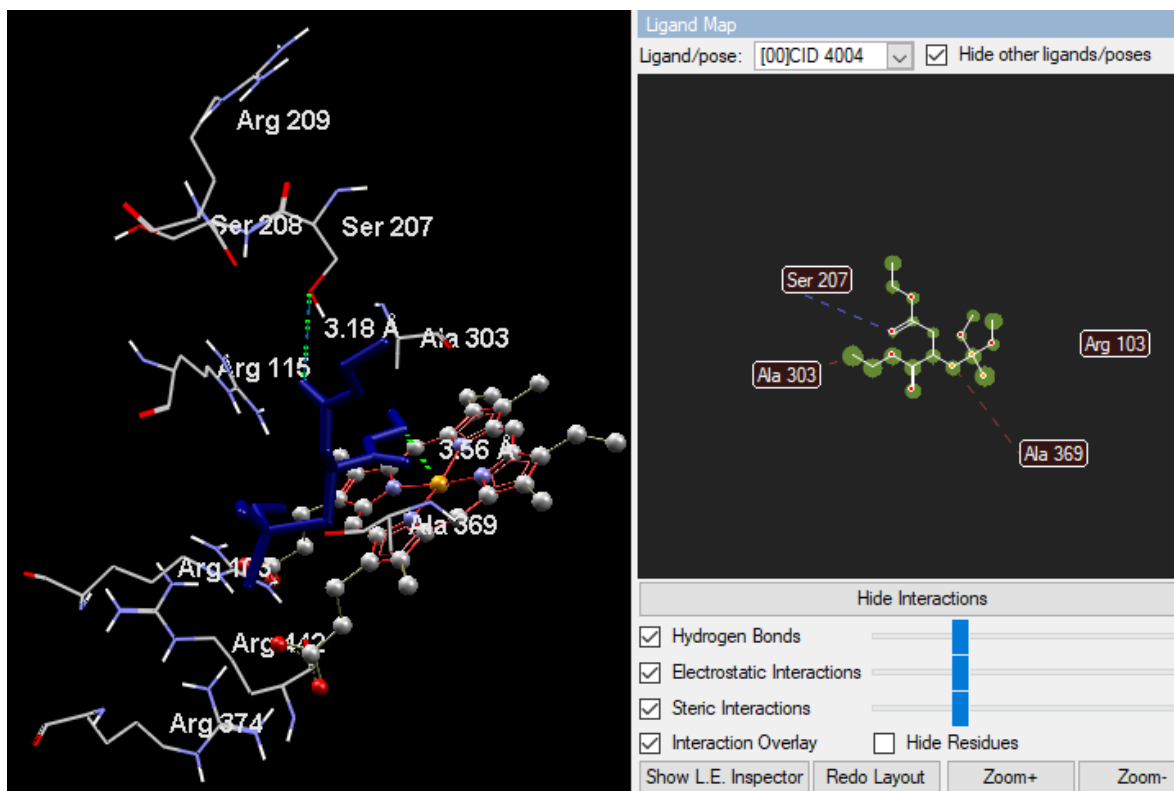 Arg 209
Ser 208
Ser 207
3.18 Å
Ala 303
Arg 115
3.56 Å
Ala 369
Arg 442
Arg 374
Ligand Map
Ligand/pose: [00]CID 4004 Hide other ligands/poses
Ser 207
Arg 103
Ala 303
Ala 369
Hide Interactions
Hydrogen Bonds
Electrostatic Interactions
Steric Interactions
Interaction Overlay Hide Residues
Show L.E. Inspector Redo Layout Zoom+ Zoom-